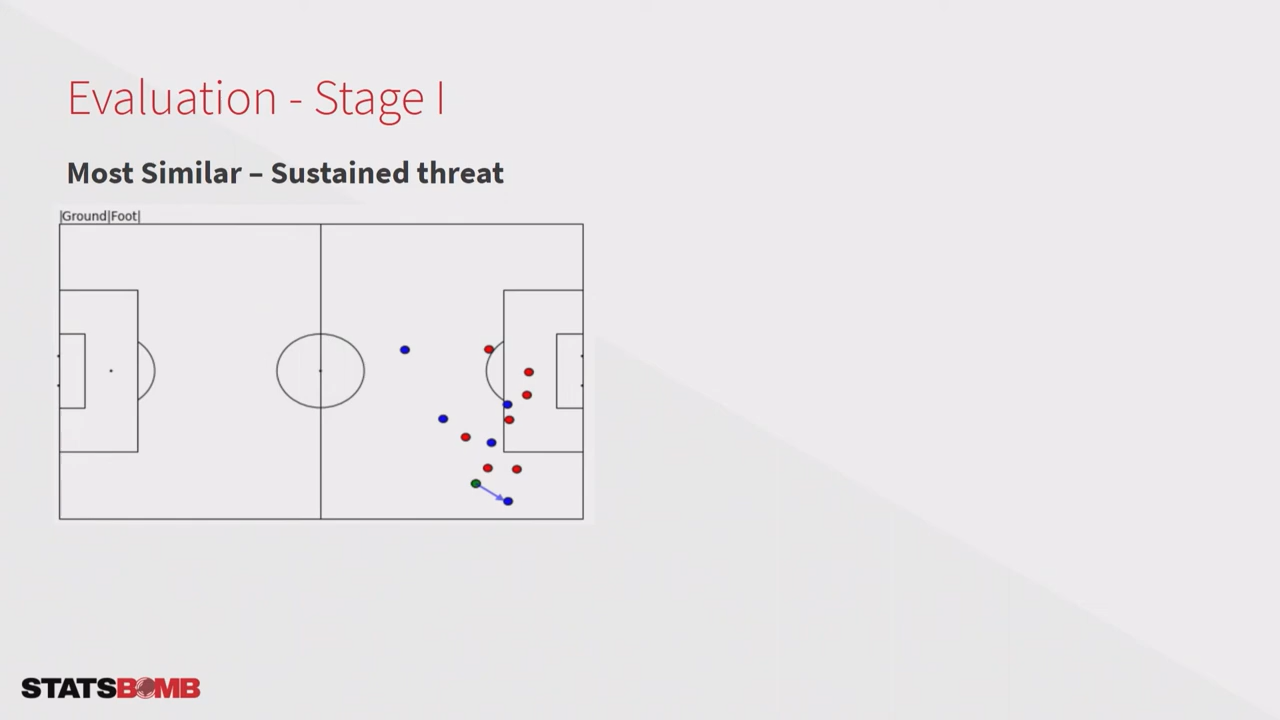 Evaluation - Stage I
Most Similar – Sustained threat
|Ground|Foot|
STATSBOMB